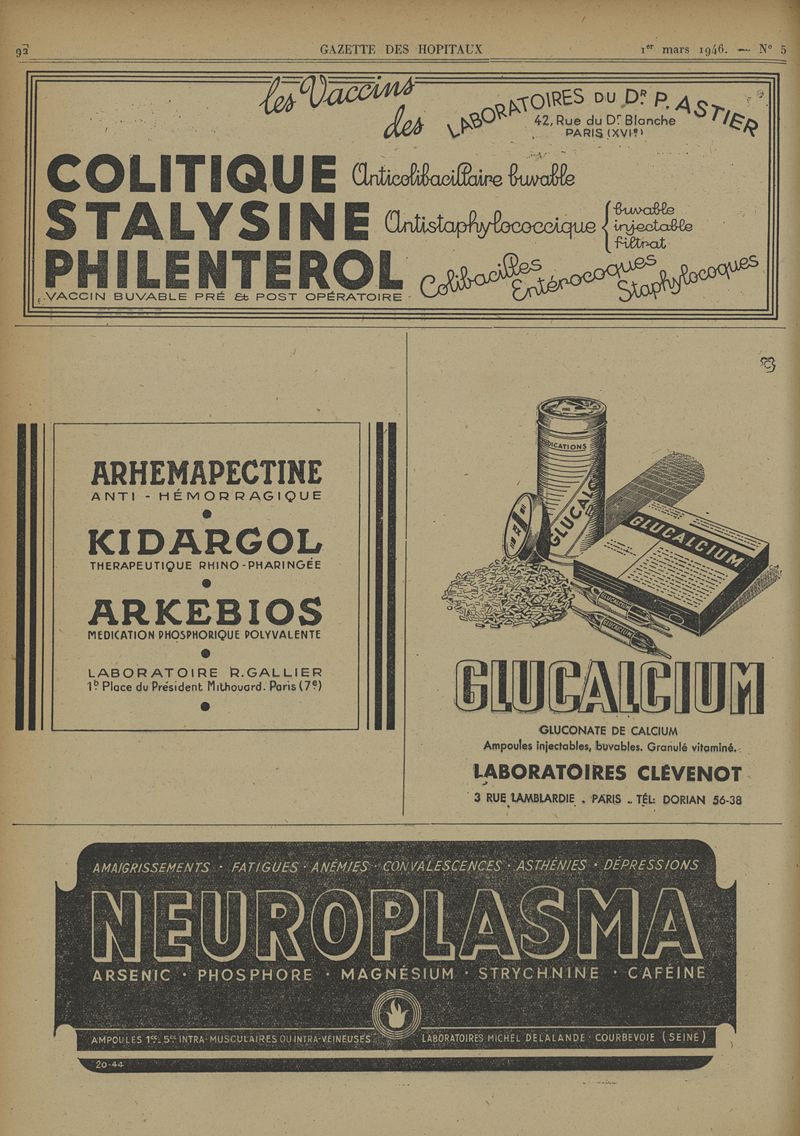 92
GAZETTE DES HOPITAUX
1er mars 1946. — N° 5
les Vaccins
des
LABORATOIRES DU DR P. ASTIER
42, Rue du Dr Blanche
PARIS (XVIe)
COLITIQUE Anticolibacillaire buvable
STALYSINE Antistaphylococcique { buvable
injectable
filtrat
PHILENTEROL Colibacilles
Entérocoques
Staphylocoques
VACCIN BUVABLE PRÉ & POST OPÉRATOIRE
ARHEMAPECTINE
ANTI - HÉMORRAGIQUE
KIDARGOL
THERAPEUTIQUE RHINO-PHARINGÉE
ARKEBIOS
MEDICATION PHOSPHORIQUE POLYVALENTE
LABORATOIRE R.GALLIER
1b Place du Président Mithouard. Paris (7e)
DICATIONS
GLUCALC
GLUCALCIUM
GLUCALCIUM
GLUCALCIUM
GLUCALCIUM
GLUCONATE DE CALCIUM
Ampoules injectables, buvables. Granulé vitaminé.
LABORATOIRES CLÉVENOT
3 RUE LAMBLARDIE . PARIS .. TÉL: DORIAN 56-38
AMAIGRISSEMENTS · FATIGUES · ANÉMIES · CONVALESCENCES · ASTHÉNIES · DÉPRESSIONS
NEUROPLASMA
ARSENIC · PHOSPHORE · MAGNÉSIUM · STRYCHNINE · CAFÉINE
AMPOULES 1cc. 5cc INTRA-MUSCULAIRES OU INTRA-VEINEUSES
LABORATOIRES MICHEL DELALANDE · COURBEVOIE (SEINE)
20-44